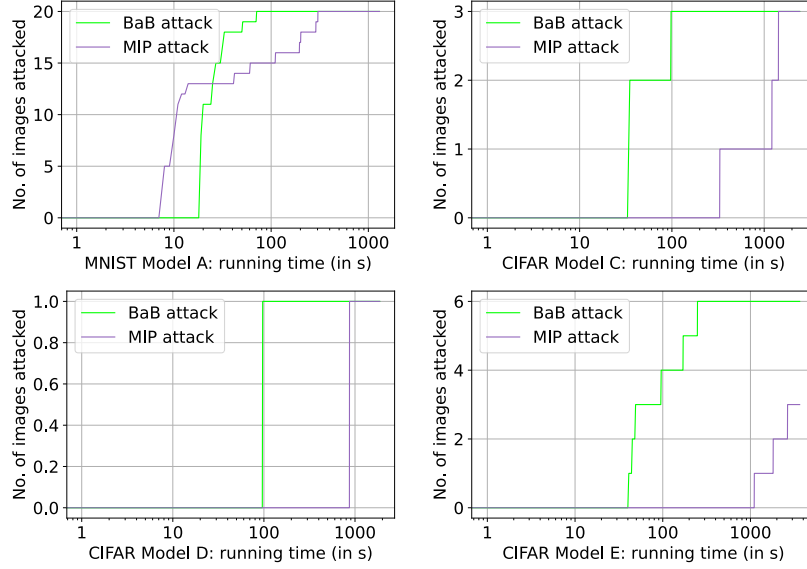 20
15
10
5
0
No. of images attacked
BaB attack
MIP attack
1 10 100 1000
MNIST Model A: running time (in s)
3
2
1
0
No. of images attacked
BaB attack
MIP attack
1 10 100 1000
CIFAR Model C: running time (in s)
1.0
0.8
0.6
0.4
0.2
0.0
No. of images attacked
BaB attack
MIP attack
1 10 100 1000
CIFAR Model D: running time (in s)
6
4
2
0
No. of images attacked
BaB attack
MIP attack
1 10 100 1000
CIFAR Model E: running time (in s)